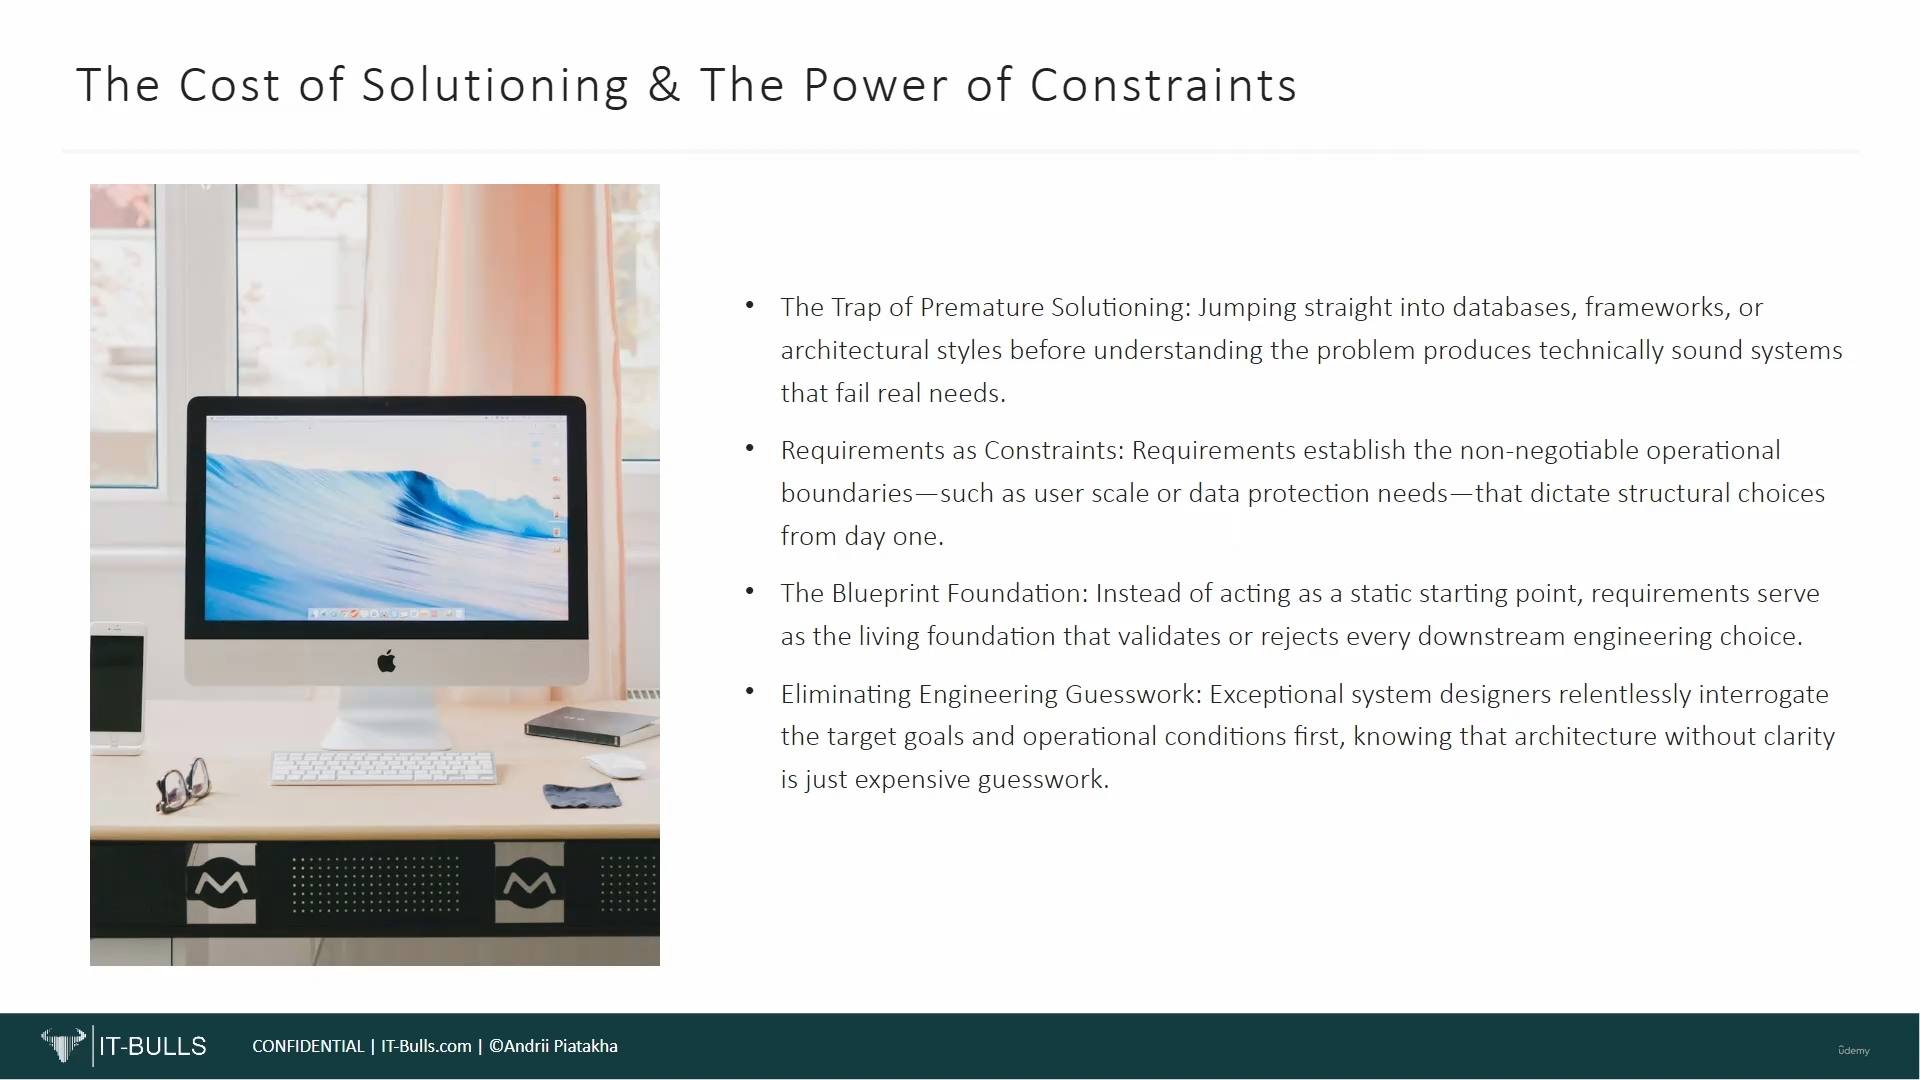 The Cost of Solutioning & The Power of Constraints
• The Trap of Premature Solutioning: Jumping straight into databases, frameworks, or
architectural styles before understanding the problem produces technically sound systems
that fail real needs.
• Requirements as Constraints: Requirements establish the non-negotiable operational
boundaries—such as user scale or data protection needs—that dictate structural choices
from day one.
• The Blueprint Foundation: Instead of acting as a static starting point, requirements serve
as the living foundation that validates or rejects every downstream engineering choice.
• Eliminating Engineering Guesswork: Exceptional system designers relentlessly interrogate
the target goals and operational conditions first, knowing that architecture without clarity
is just expensive guesswork.
IT-BULLS
CONFIDENTIAL | IT-Bulls.com | ©Andrii Piatakha
ûdemy